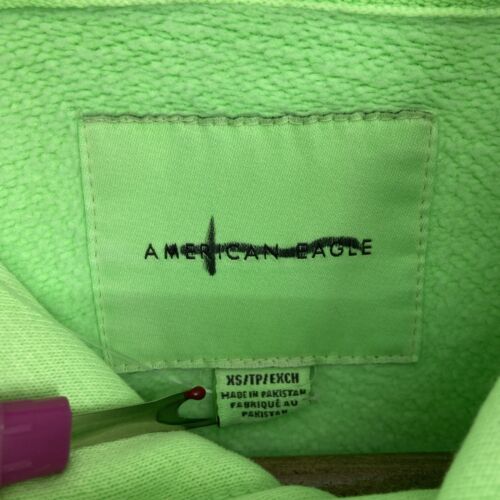 AMERICAN EAGLE
XS/TP/EXCH
MADE IN PAKISTAN
FABRIQUÉ AU
PAKISTAN